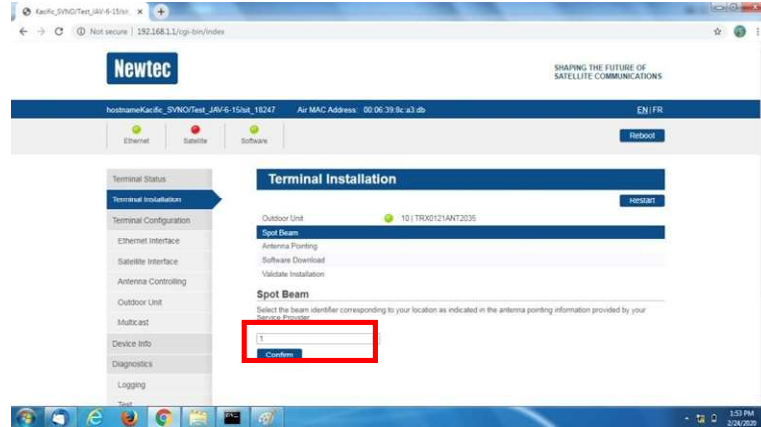 Kacific_SVNO/Test_JAV-6-15/sit_
Not secure | 192.168.1.1/cgi-bin/index
Newtec
SHAPING THE FUTURE OF
SATELLITE COMMUNICATIONS
hostnameKacific_SVNO/Test_JAV-6-15/sit_18247 Air MAC Address: 00:06:39:8c:a3:db EN|FR
Ethernet Satellite Software Reboot
Terminal Status
Terminal Installation
Terminal Configuration
Ethernet Interface
Satellite Interface
Antenna Controlling
Outdoor Unit
Multicast
Device Info
Diagnostics
Logging
Test
Terminal Installation
Restart
Outdoor Unit 10 | TRX0121ANT2035
Spot Beam
Antenna Pointing
Software Download
Validate Installation
Spot Beam
Select the beam identifier corresponding to your location as indicated in the antenna pointing information provided by your
Service Provider
1
Confirm
1:53 PM
2/24/2020